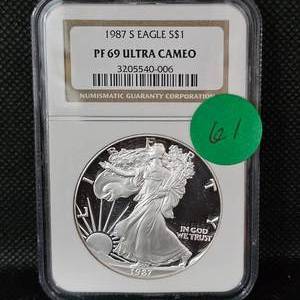 1987 S EAGLE S$1
PF 69 ULTRA CAMEO
3205540-006
NUMISMATIC GUARANTY CORPORATION
61
LIBERTY
IN GOD
WE TRUST
1987